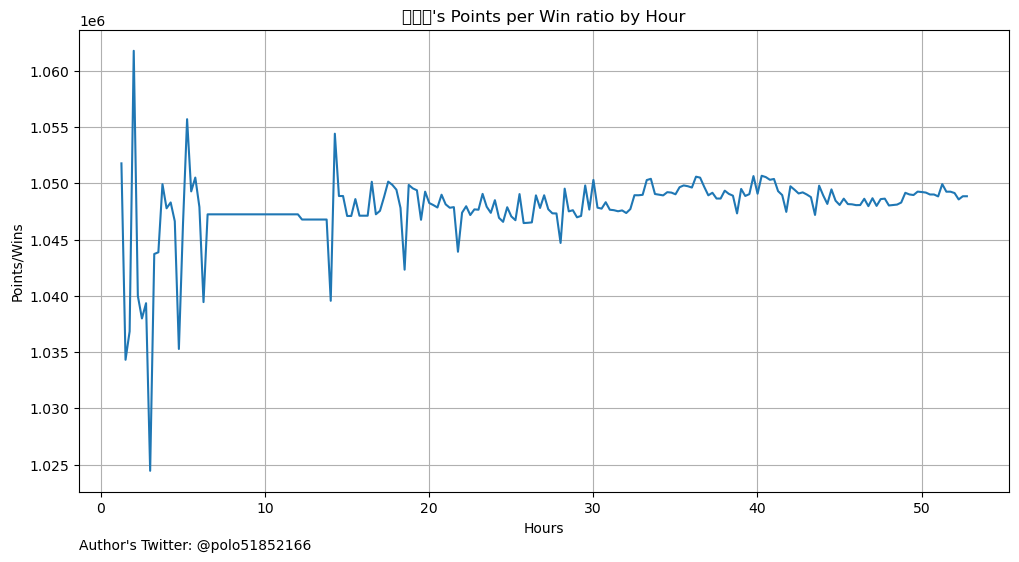 1e6
's Points per Win ratio by Hour
1.060
1.055
1.050
1.045
1.040
1.035
1.030
1.025
Points/Wins
0 10 20 30 40 50
Hours
Author's Twitter: @polo51852166